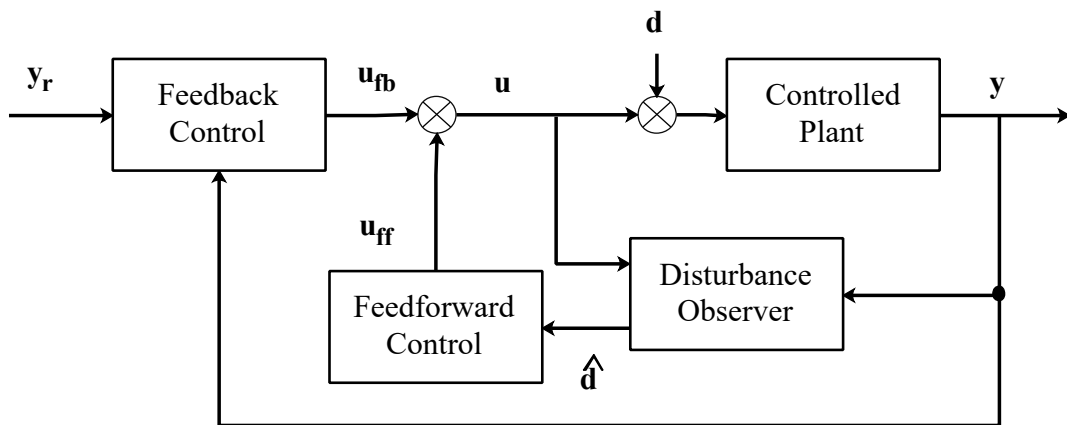 d
y_r
Feedback
Control
u_fb
u
Controlled
Plant
y
u_ff
Feedforward
Control
Disturbance
Observer
d̂